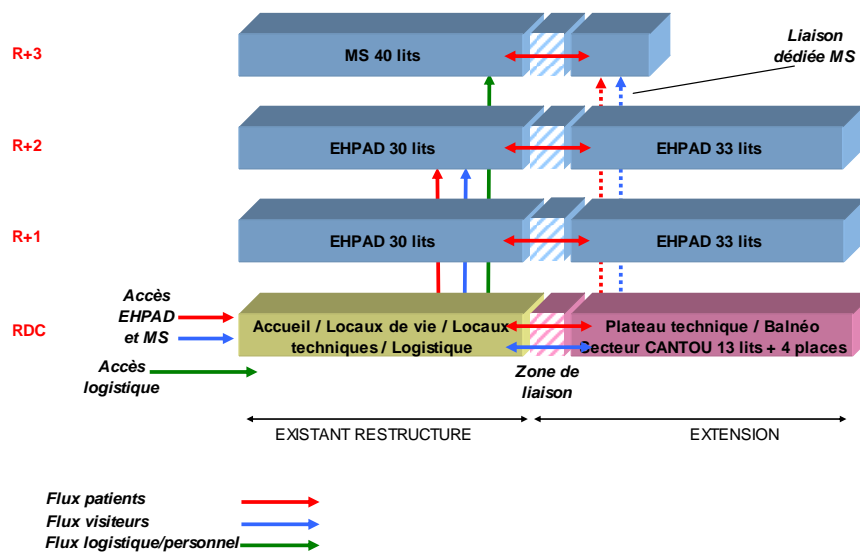 R+3
MS 40 lits
Liaison
dédiée MS
R+2
EHPAD 30 lits
EHPAD 33 lits
R+1
EHPAD 30 lits
EHPAD 33 lits
RDC
Accès
EHPAD
et MS
Accueil / Locaux de vie / Locaux
techniques / Logistique
Plateau technique / Balnéo
Secteur CANTOU 13 lits + 4 places
Accès
logistique
Zone de
liaison
EXISTANT RESTRUCTURE
EXTENSION
Flux patients
Flux visiteurs
Flux logistique/personnel